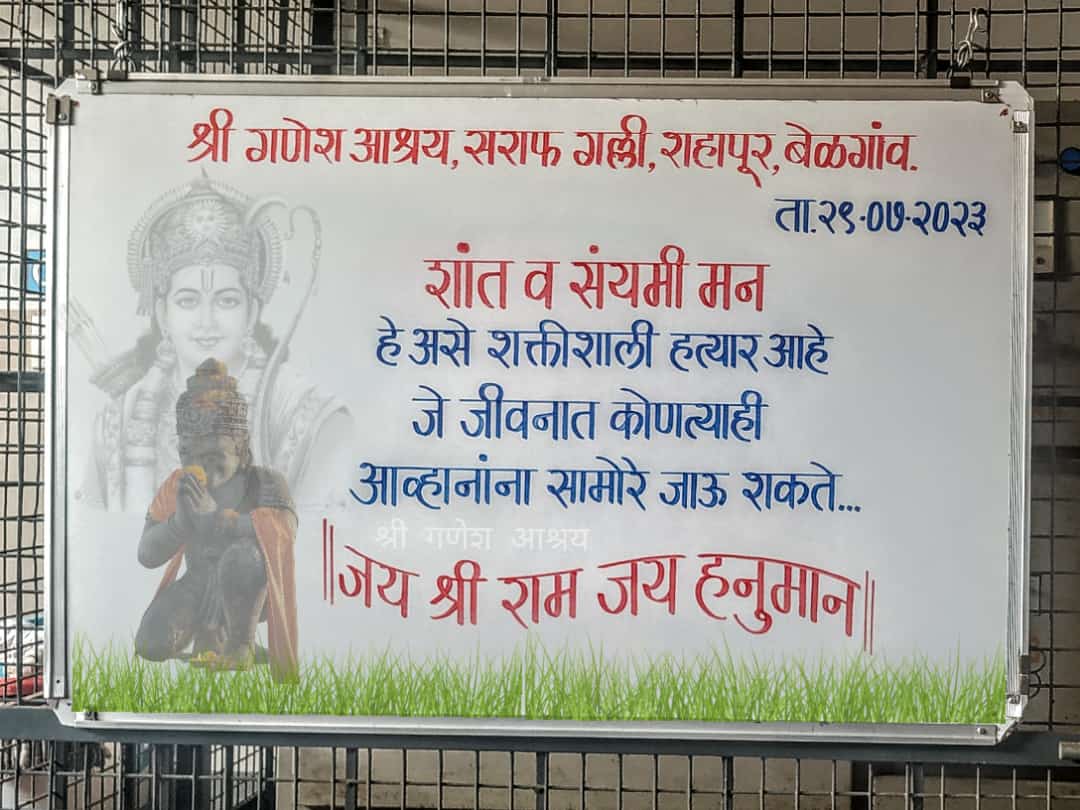 श्री गणेश आश्रय, सराफ गल्ली, शहापूर, बेळगांव.
ता.२९-०७-२०२३
शांत व संयमी मन
हे असे शक्तीशाली हत्यार आहे
जे जीवनात कोणत्याही
आव्हानांना सामोरे जाऊ शकते...
श्री गणेश आश्रय
||जय श्री राम जय हनुमान||